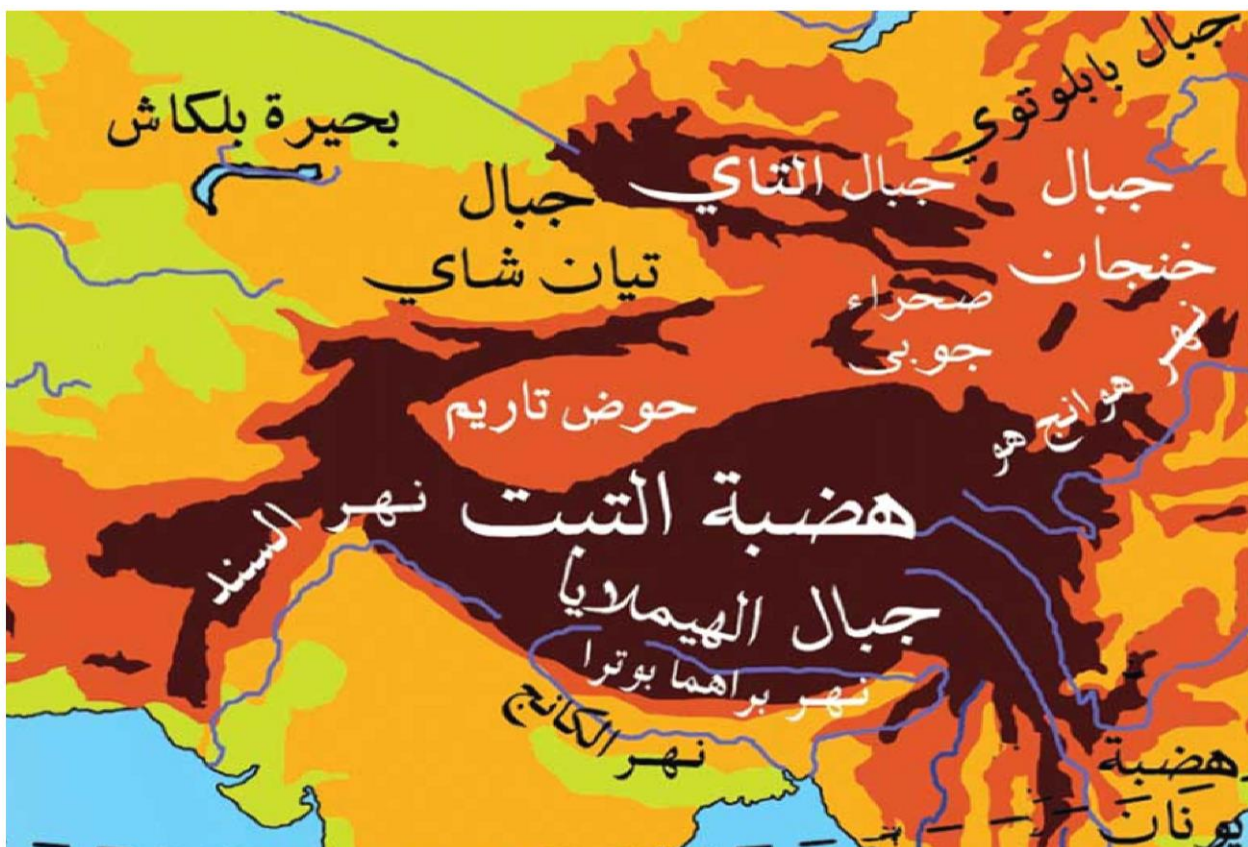 جبال بابلوتوي
بحيرة بلكاش
جبال التاي
جبال
خنجان
جبال
تيان شاي
صحراء
جوبي
نهر هوانج هو
حوض تاريم
هضبة التبت
نهر السند
جبال الهيملايا
نهر براهما بوترا
نهر الكانج
هضبة
يونان